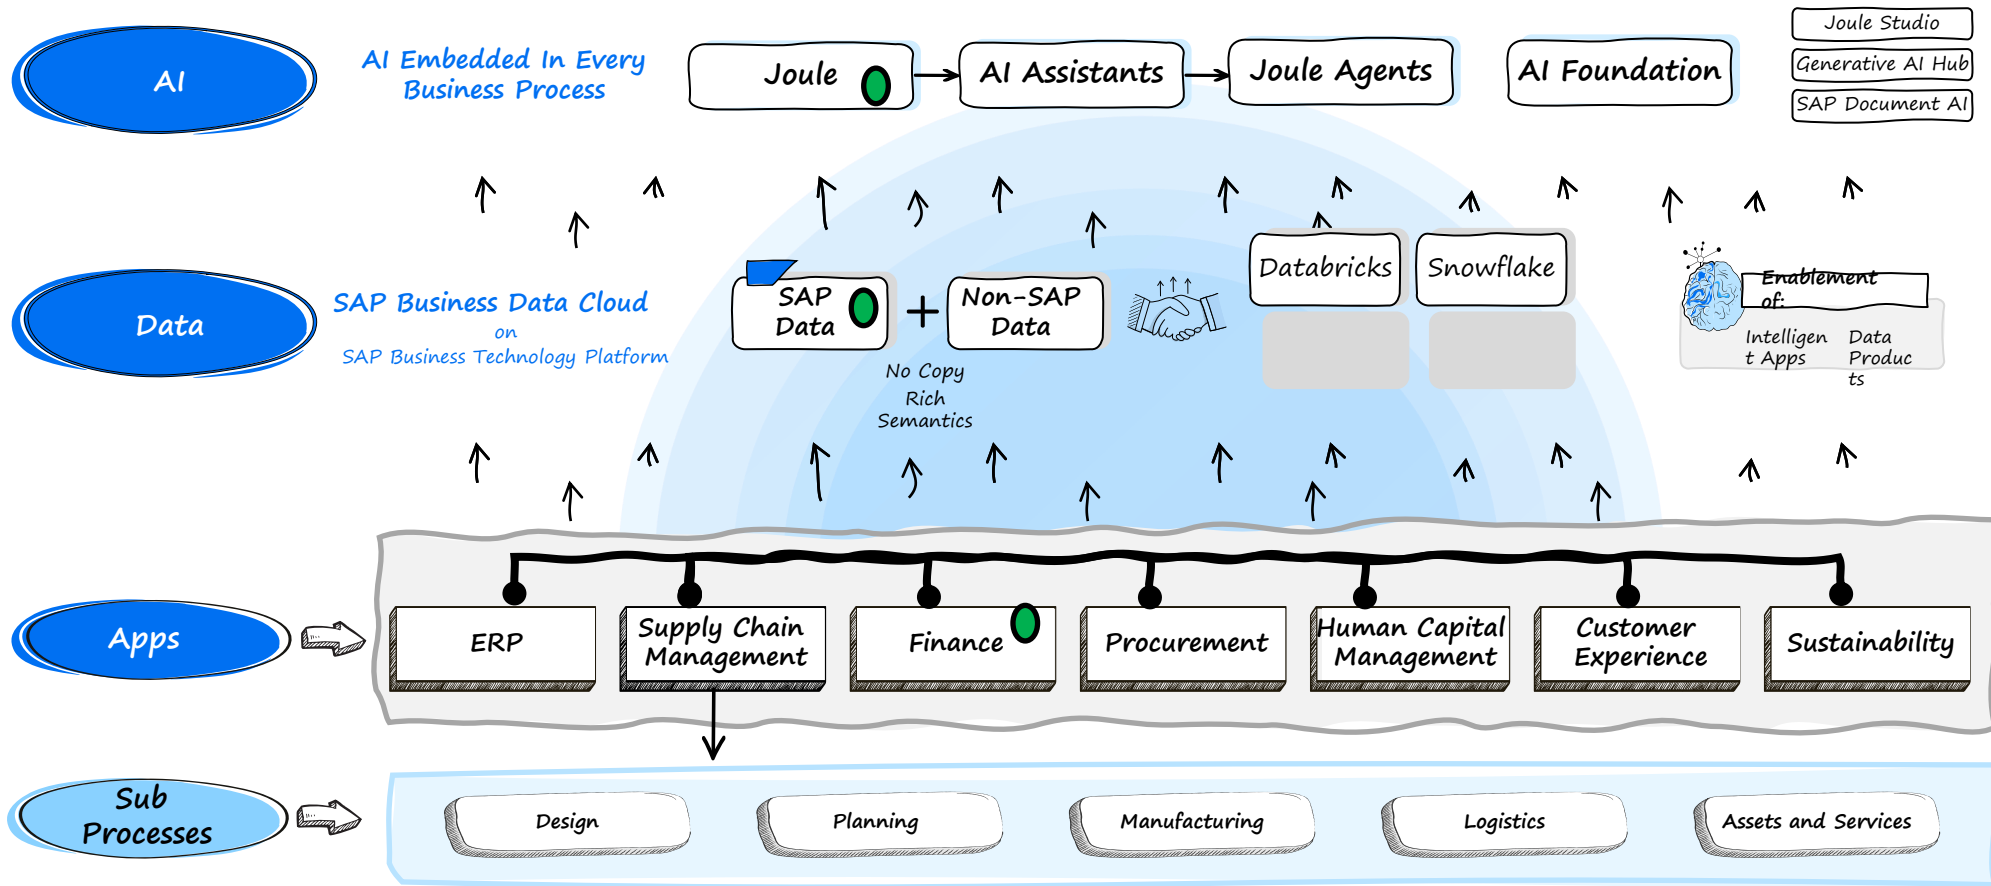 AI
AI Embedded In Every
Business Process
Joule
AI Assistants
Joule Agents
AI Foundation
Joule Studio
Generative AI Hub
SAP Document AI
Data
SAP Business Data Cloud
on
SAP Business Technology Platform
SAP
Data
Non-SAP
Data
No Copy
Rich
Semantics
Databricks
Snowflake
Enablement
of:
Intelligen
t Apps
Data
Produc
ts
Apps
ERP
Supply Chain
Management
Finance
Procurement
Human Capital
Management
Customer
Experience
Sustainability
Sub
Processes
Design
Planning
Manufacturing
Logistics
Assets and Services